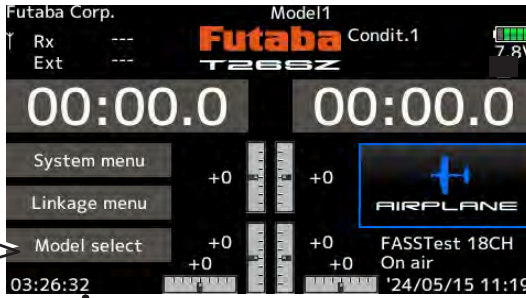 Futaba Corp.
Model1
Rx ---
Ext ---
Futaba
T26SZ
Condit.1
7.8V
00:00.0
00:00.0
System menu
Linkage menu
Model select
+0
+0
+0
+0
+0
+0
AIRPLANE
FASSTest 18CH
On air
03:26:32
'24/05/15 11:19